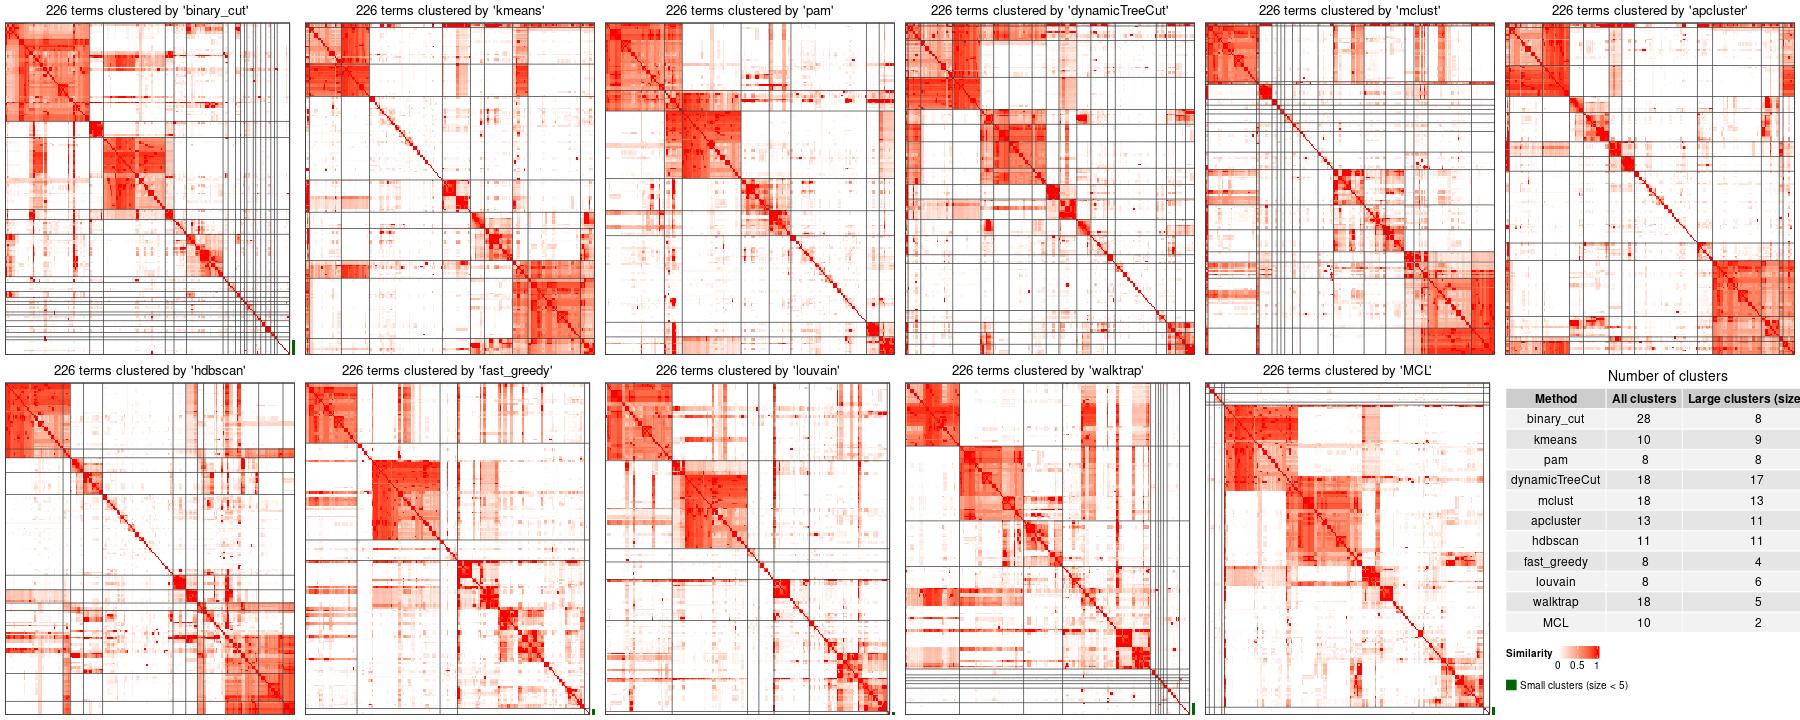 226 terms clustered by 'binary_cut'
226 terms clustered by 'kmeans'
226 terms clustered by 'pam'
226 terms clustered by 'dynamicTreeCut'
226 terms clustered by 'mclust'
226 terms clustered by 'apcluster'
226 terms clustered by 'hdbscan'
226 terms clustered by 'fast_greedy'
226 terms clustered by 'louvain'
226 terms clustered by 'walktrap'
226 terms clustered by 'MCL'
Number of clusters
Method All clusters Large clusters (size
binary_cut 28 8
kmeans 10 9
pam 8 8
dynamicTreeCut 18 17
mclust 18 13
apcluster 13 11
hdbscan 11 11
fast_greedy 8 4
louvain 8 6
walktrap 18 5
MCL 10 2
Similarity
0 0.5 1
Small clusters (size < 5)